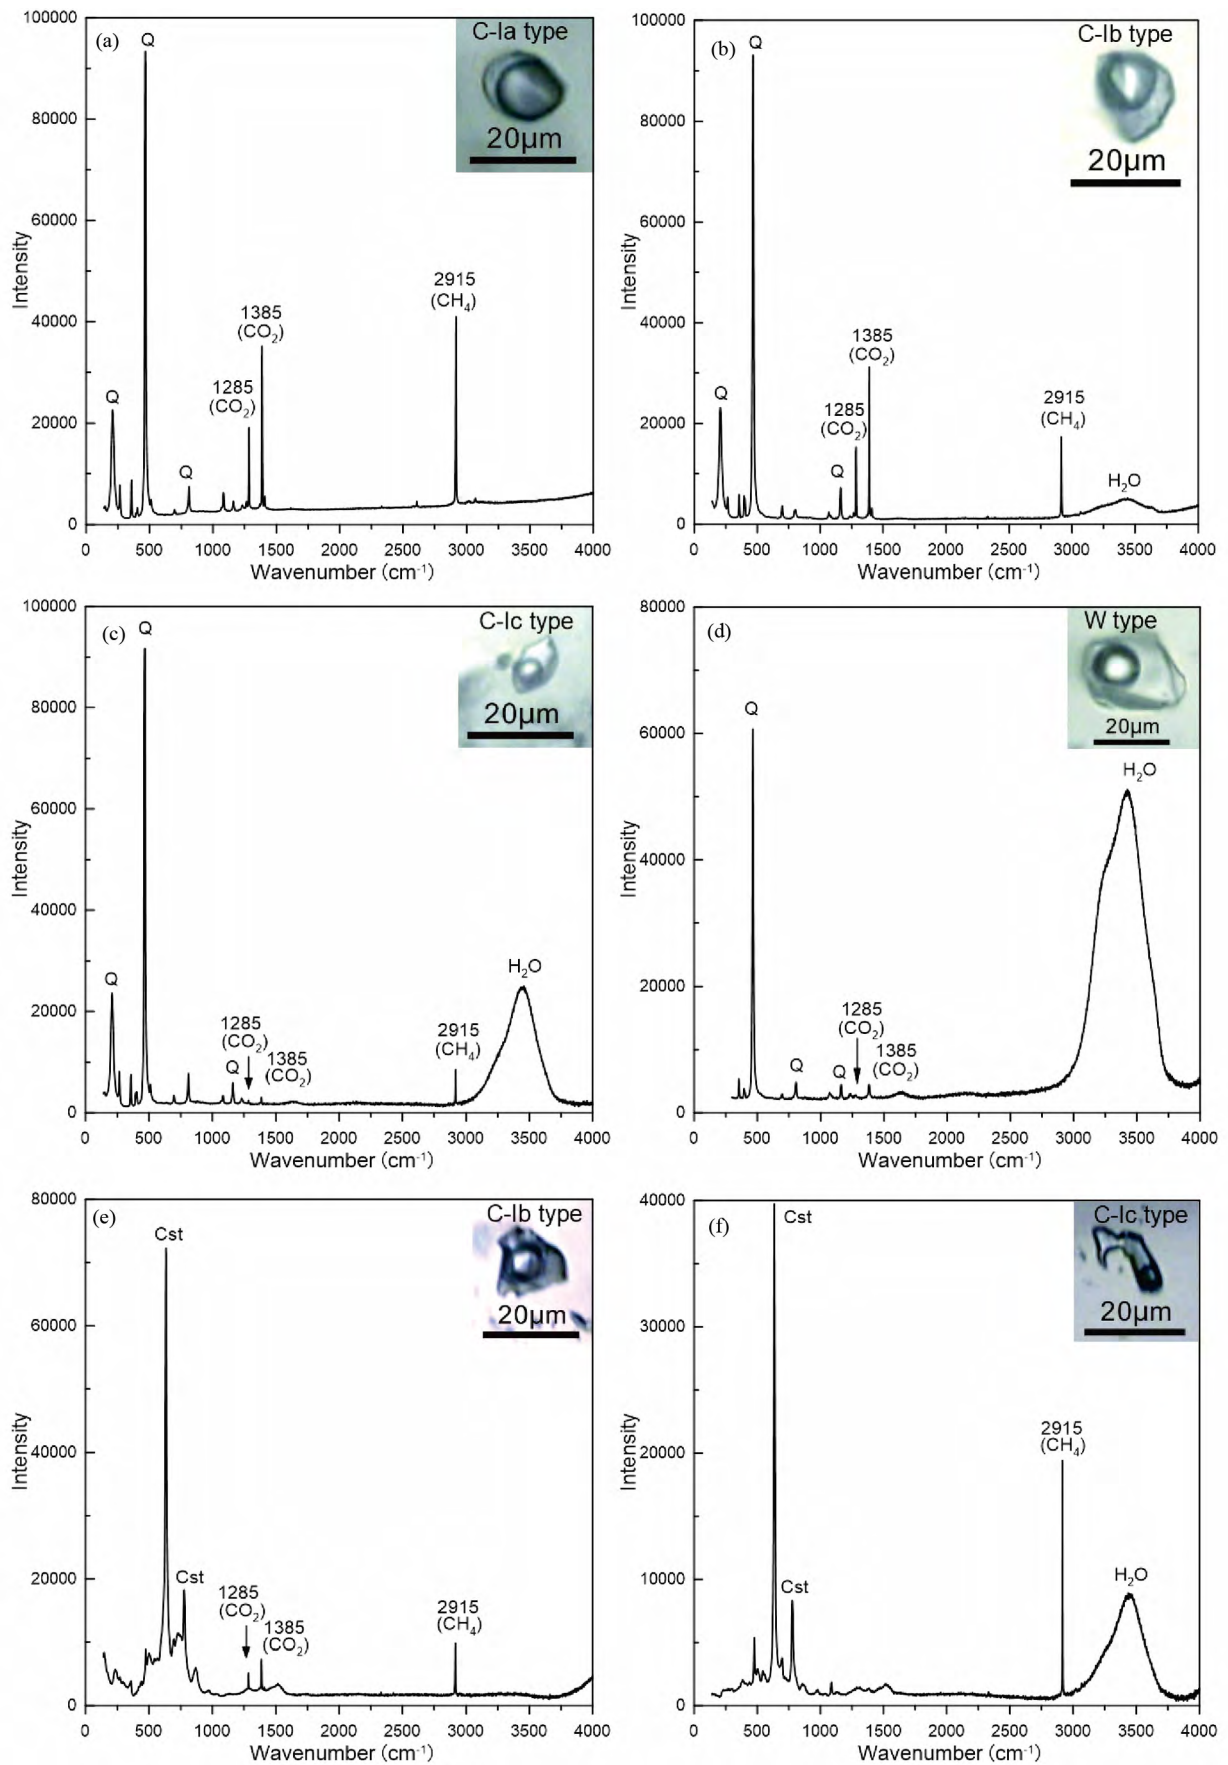 (a)
C-Ia type
20μm
Q
Q
Q
1285
(CO₂)
1385
(CO₂)
2915
(CH₄)
100000
80000
60000
40000
20000
0
Intensity
0 500 1000 1500 2000 2500 3000 3500 4000
Wavenumber (cm⁻¹)
(b)
C-Ib type
20μm
Q
Q
Q
1285
(CO₂)
1385
(CO₂)
2915
(CH₄)
H₂O
100000
80000
60000
40000
20000
0
Intensity
0 500 1000 1500 2000 2500 3000 3500 4000
Wavenumber (cm⁻¹)
(c)
C-Ic type
20μm
Q
Q
Q
1285
(CO₂)
1385
(CO₂)
2915
(CH₄)
H₂O
100000
80000
60000
40000
20000
0
Intensity
0 500 1000 1500 2000 2500 3000 3500 4000
Wavenumber (cm⁻¹)
(d)
W type
20μm
Q
Q
Q
1285
(CO₂)
1385
(CO₂)
H₂O
80000
60000
40000
20000
0
Intensity
0 500 1000 1500 2000 2500 3000 3500 4000
Wavenumber (cm⁻¹)
(e)
C-Ib type
20μm
Cst
Cst
1285
(CO₂)
1385
(CO₂)
2915
(CH₄)
80000
60000
40000
20000
0
Intensity
0 500 1000 1500 2000 2500 3000 3500 4000
Wavenumber (cm⁻¹)
(f)
C-Ic type
20μm
Cst
Cst
2915
(CH₄)
H₂O
40000
30000
20000
10000
0
Intensity
0 500 1000 1500 2000 2500 3000 3500 4000
Wavenumber (cm⁻¹)